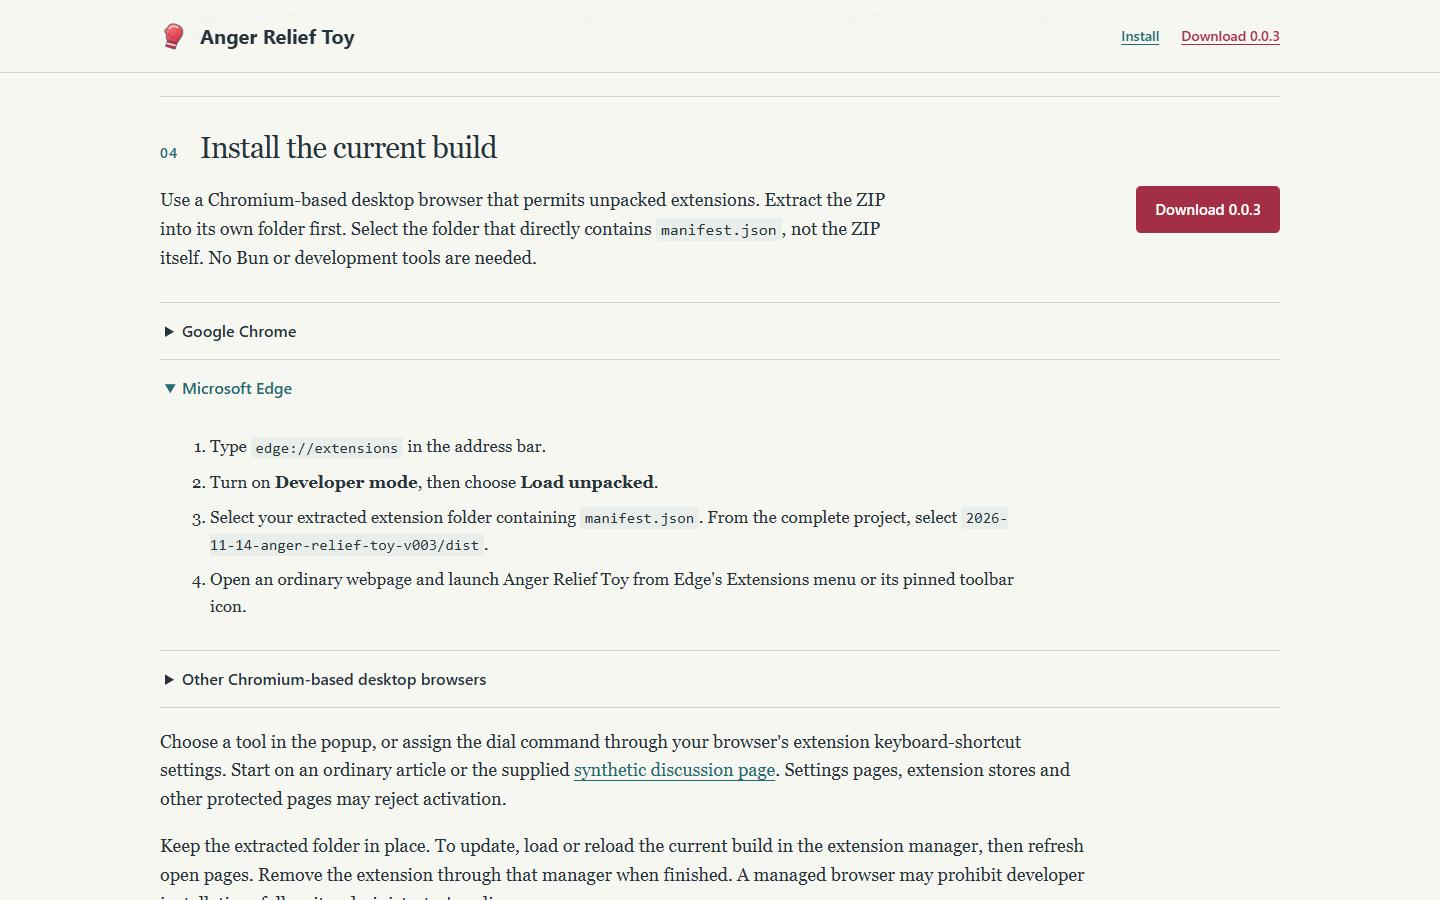 Anger Relief Toy
Install
Download 0.0.3
04 Install the current build
Use a Chromium-based desktop browser that permits unpacked extensions. Extract the ZIP
into its own folder first. Select the folder that directly contains manifest.json, not the ZIP
itself. No Bun or development tools are needed.
Download 0.0.3
Google Chrome
Microsoft Edge
1. Type edge://extensions in the address bar.
2. Turn on Developer mode, then choose Load unpacked.
3. Select your extracted extension folder containing manifest.json. From the complete project, select 2026-
11-14-anger-relief-toy-v003/dist.
4. Open an ordinary webpage and launch Anger Relief Toy from Edge's Extensions menu or its pinned toolbar
icon.
Other Chromium-based desktop browsers
Choose a tool in the popup, or assign the dial command through your browser's extension keyboard-shortcut
settings. Start on an ordinary article or the supplied synthetic discussion page. Settings pages, extension stores and
other protected pages may reject activation.
Keep the extracted folder in place. To update, load or reload the current build in the extension manager, then refresh
open pages. Remove the extension through that manager when finished. A managed browser may prohibit developer